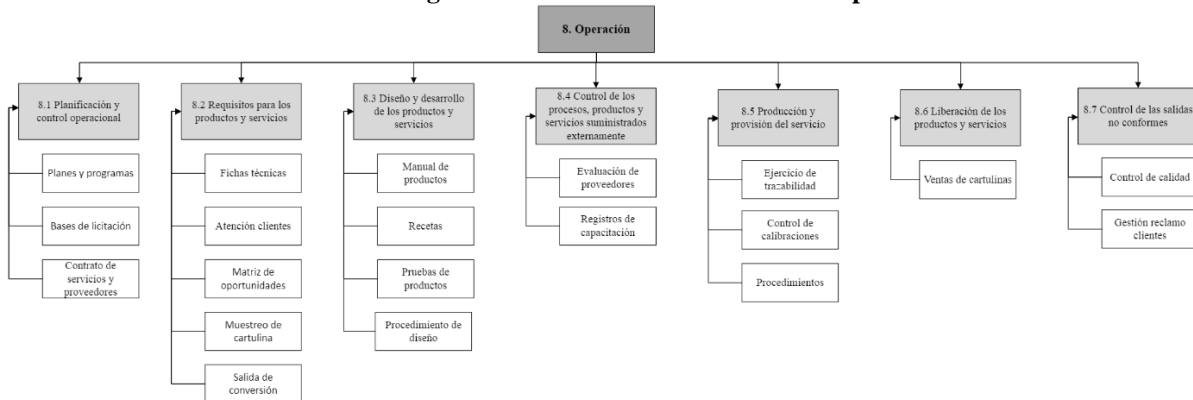 8. Operación
8.1 Planificación y
control operacional
Planes y programas
Bases de licitación
Contrato de
servicios y
proveedores
8.2 Requisitos para los
productos y servicios
Fichas técnicas
Atención clientes
Matriz de
oportunidades
Muestreo de
cartulina
Salida de
conversión
8.3 Diseño y desarrollo
de los productos y
servicios
Manual de
productos
Recetas
Pruebas de
productos
Procedimiento de
diseño
8.4 Control de los
procesos, productos y
servicios suministrados
externamente
Evaluación de
proveedores
Registros de
capacitación
8.5 Producción y
provisión del servicio
Ejercicio de
trazabilidad
Control de
calibraciones
Procedimientos
8.6 Liberación de los
productos y servicios
Ventas de cartulinas
8.7 Control de las salidas
no conformes
Control de calidad
Gestión reclamo
clientes